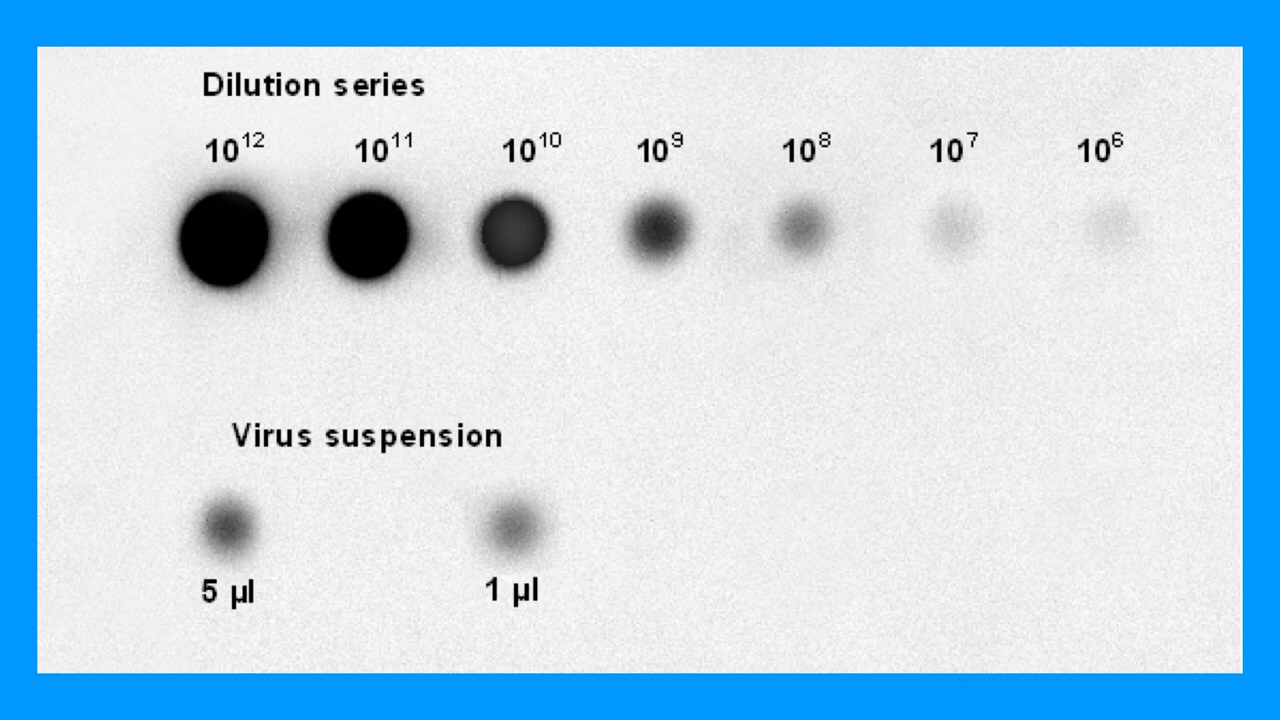 Dilution series
10¹² 10¹¹ 10¹⁰ 10⁹ 10⁸ 10⁷ 10⁶
Virus suspension
5 µl 1 µl